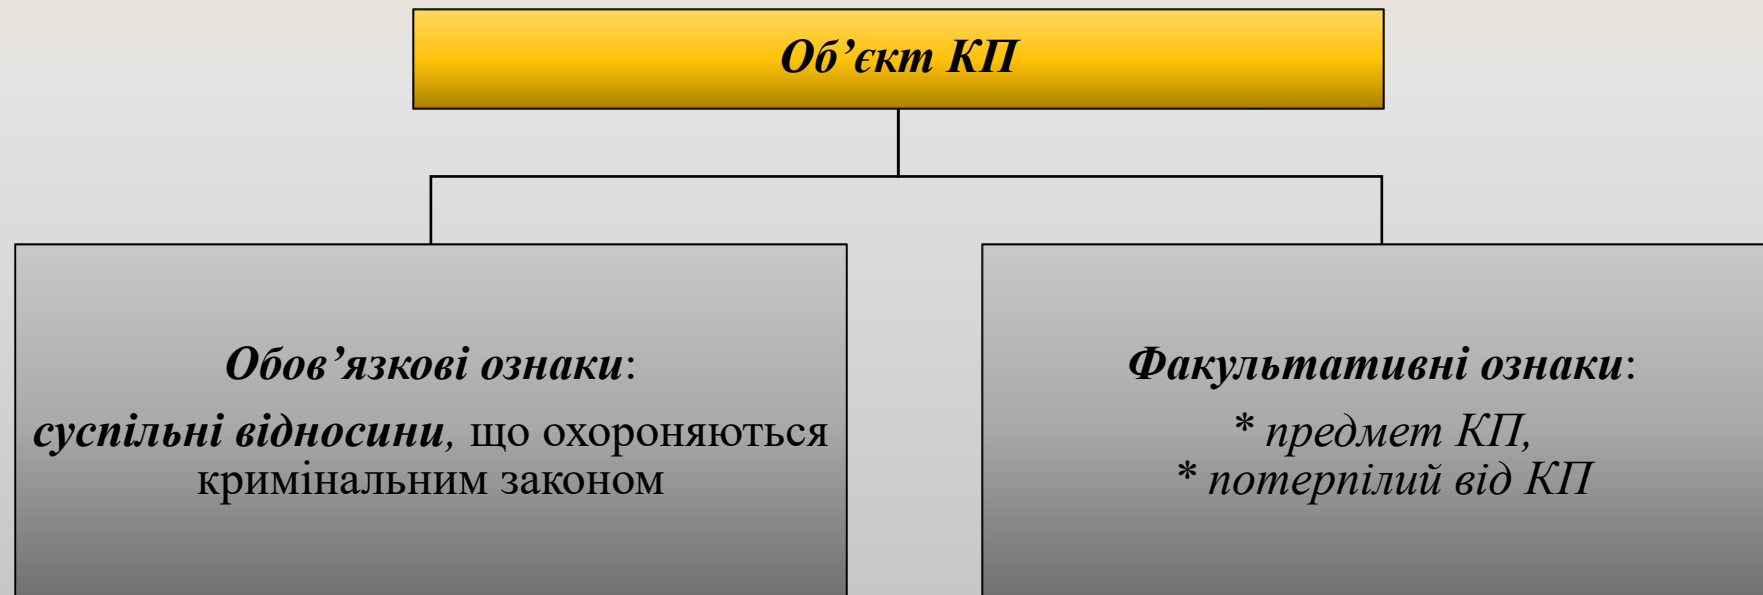 Об’єкт КП
Обов’язкові ознаки:
суспільні відносини, що охороняються
кримінальним законом
Факультативні ознаки:
* предмет КП,
* потерпілий від КП